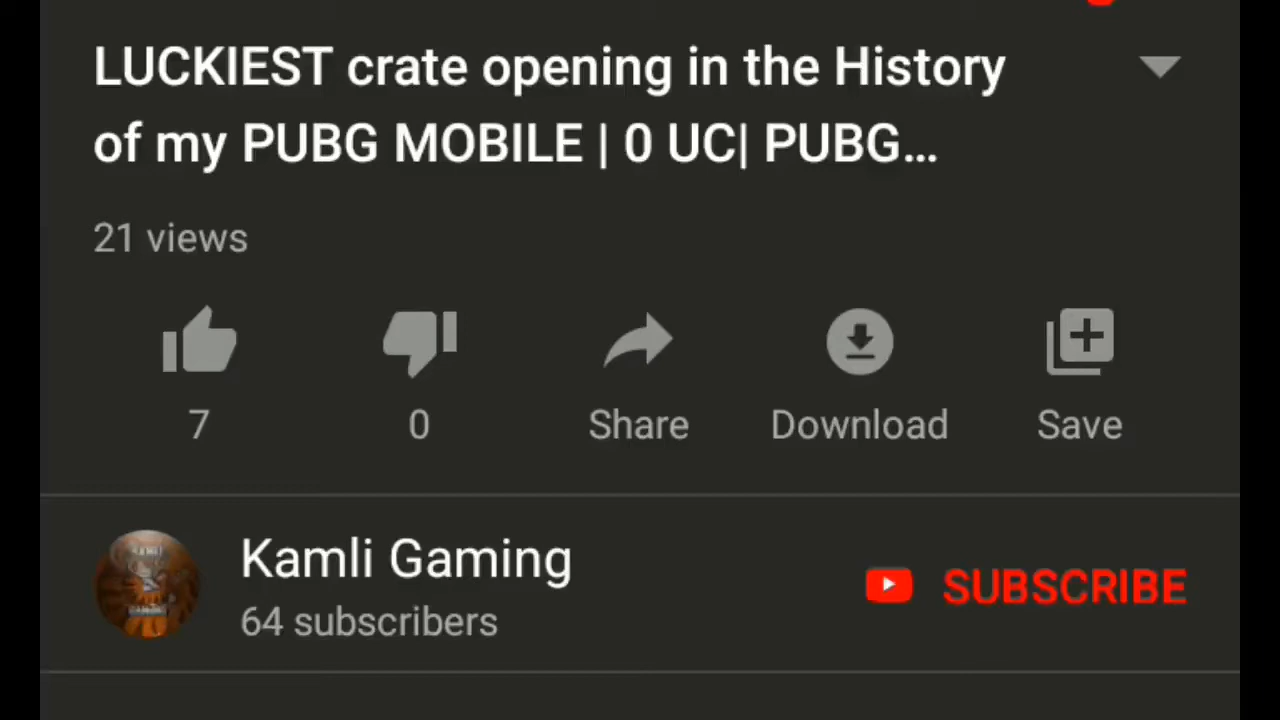 LUCKIEST crate opening in the History
of my PUBG MOBILE | 0 UC| PUBG...
21 views
7
0
Share
Download
Save
Kamli Gaming
64 subscribers
SUBSCRIBE